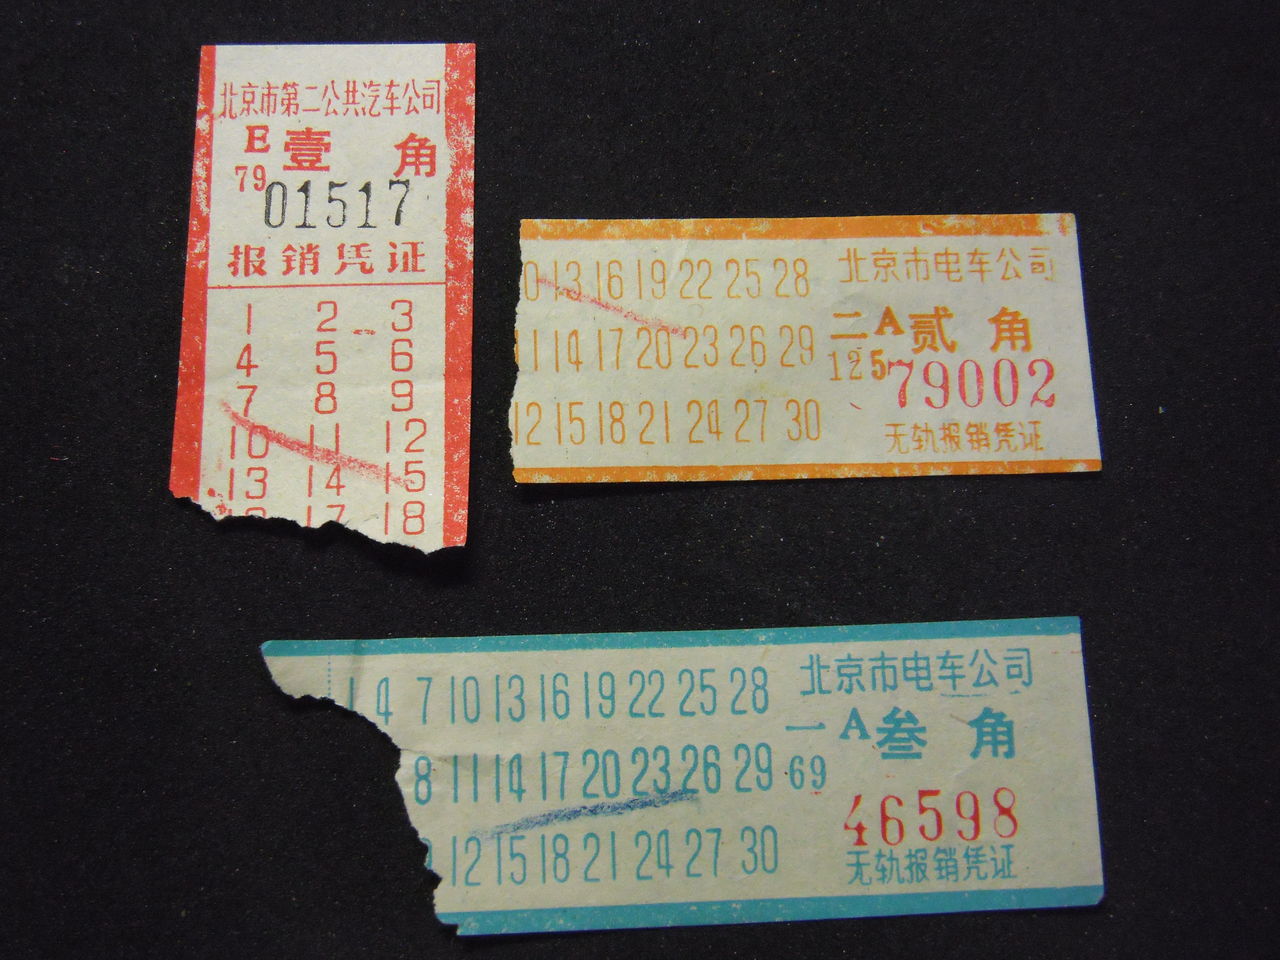 北京市第二公共汽车公司
E 壹 角
79 01517
报销凭证
1 2 3
4 5 6
7 8 9
10 11 12
13 14 15
17 18
13 16 19 22 25 28
北京市电车公司
11 14 17 20 23 26 29
二 A 贰 角
125 79002
12 15 18 21 24 27 30
无轨报销凭证
1 4 7 10 13 16 19 22 25 28
北京市电车公司
一 A 叁 角
8 11 14 17 20 23 26 29
69
46598
12 15 18 21 24 27 30
无轨报销凭证